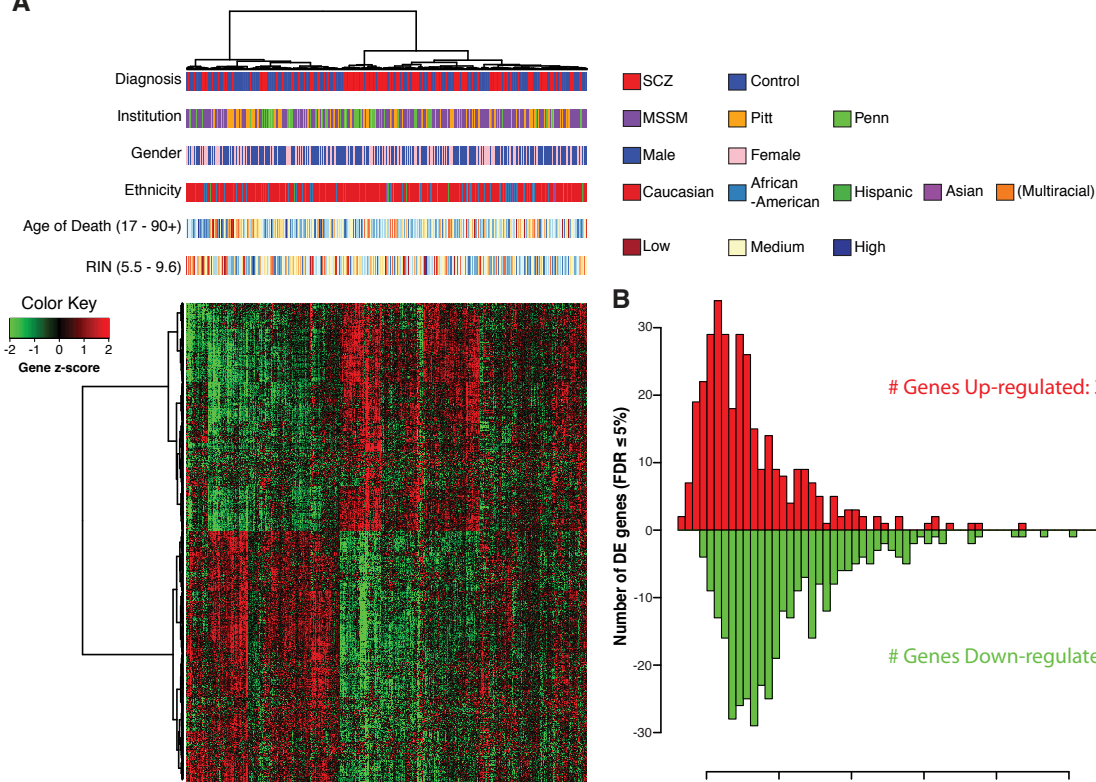 A
Diagnosis
SCZ
Control
Institution
MSSM
Pitt
Penn
Gender
Male
Female
Ethnicity
Caucasian
African
-American
Hispanic
Asian
(Multiracial)
Age of Death (17 - 90+)
RIN (5.5 - 9.6)
Low
Medium
High
Color Key
-2 -1 0 1 2
Gene z-score
B
Number of DE genes (FDR ≤ 5%)
30
20
10
0
-10
-20
-30
# Genes Up-regulated:
# Genes Down-regulate